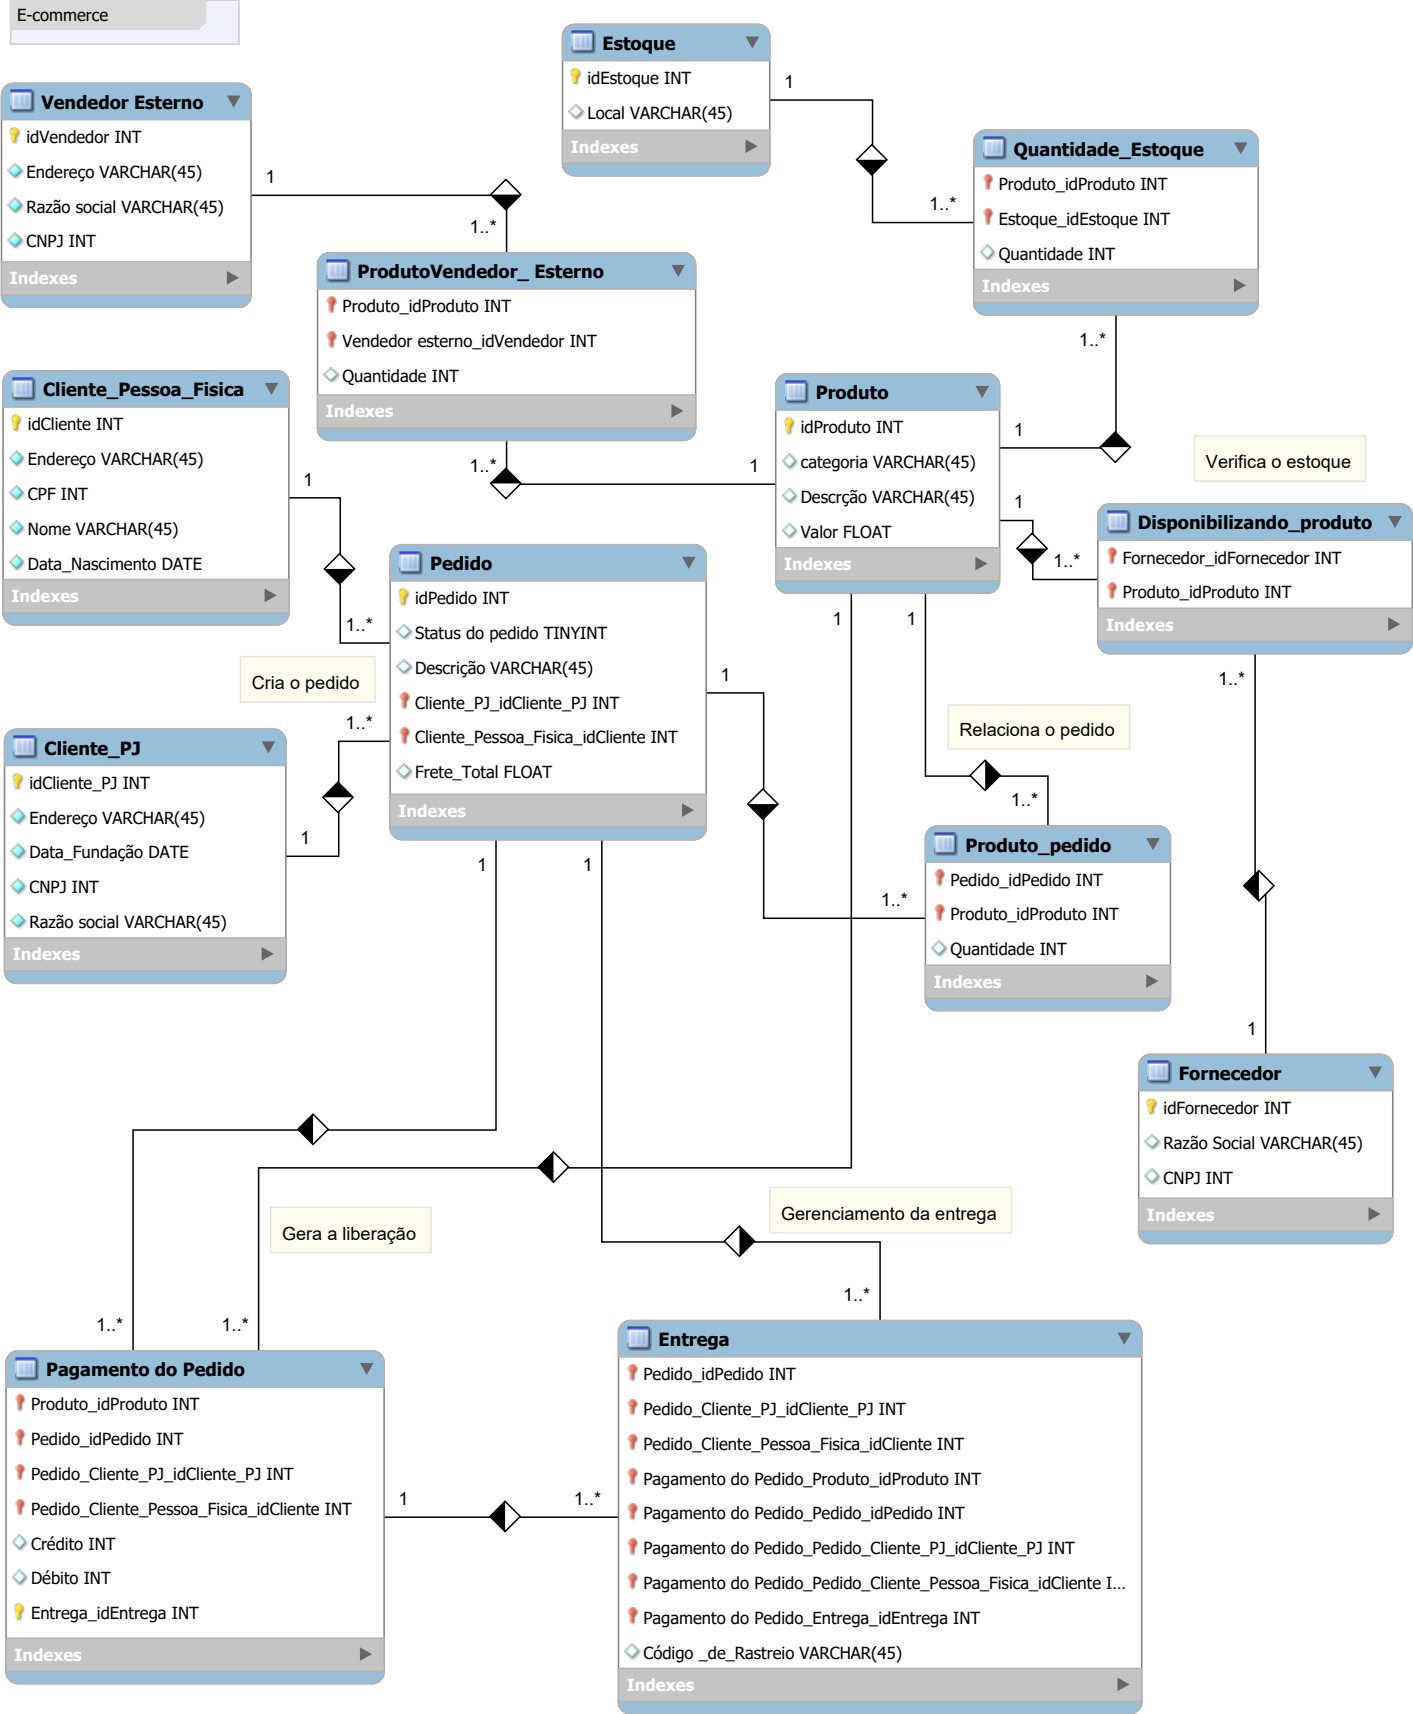 E-commerce
Estoque
idEstoque INT
Local VARCHAR(45)
Indexes
1
1..*
Vendedor Esterno
idVendedor INT
Endereço VARCHAR(45)
Razão social VARCHAR(45)
CNPJ INT
Indexes
1
1..*
Quantidade_Estoque
Produto_idProduto INT
Estoque_idEstoque INT
Quantidade INT
Indexes
1..*
1
ProdutoVendedor_ Esterno
Produto_idProduto INT
Vendedor esterno_idVendedor INT
Quantidade INT
Indexes
1..*
1
Cliente_Pessoa_Fisica
idCliente INT
Endereço VARCHAR(45)
CPF INT
Nome VARCHAR(45)
Data_Nascimento DATE
Indexes
1
1..*
Produto
idProduto INT
categoria VARCHAR(45)
Descrção VARCHAR(45)
Valor FLOAT
Indexes
1
1..*
1
1
Verifica o estoque
Disponibilizando_produto
Fornecedor_idFornecedor INT
Produto_idProduto INT
Indexes
1..*
1
Pedido
idPedido INT
Status do pedido TINYINT
Descrição VARCHAR(45)
Cliente_PJ_idCliente_PJ INT
Cliente_Pessoa_Fisica_idCliente INT
Frete_Total FLOAT
Indexes
1
1..*
1
1
Cria o pedido
1..*
1
Cliente_PJ
idCliente_PJ INT
Endereço VARCHAR(45)
Data_Fundação DATE
CNPJ INT
Razão social VARCHAR(45)
Indexes
Relaciona o pedido
1..*
Produto_pedido
Pedido_idPedido INT
Produto_idProduto INT
Quantidade INT
Indexes
Fornecedor
idFornecedor INT
Razão Social VARCHAR(45)
CNPJ INT
Indexes
Gera a liberação
Gerenciamento da entrega
1..*
1..*
1..*
Pagamento do Pedido
Produto_idProduto INT
Pedido_idPedido INT
Pedido_Cliente_PJ_idCliente_PJ INT
Pedido_Cliente_Pessoa_Fisica_idCliente INT
Crédito INT
Débito INT
Entrega_idEntrega INT
Indexes
1
1..*
Entrega
Pedido_idPedido INT
Pedido_Cliente_PJ_idCliente_PJ INT
Pedido_Cliente_Pessoa_Fisica_idCliente INT
Pagamento do Pedido_Produto_idProduto INT
Pagamento do Pedido_Pedido_idPedido INT
Pagamento do Pedido_Pedido_Cliente_PJ_idCliente_PJ INT
Pagamento do Pedido_Pedido_Cliente_Pessoa_Fisica_idCliente I...
Pagamento do Pedido_Entrega_idEntrega INT
Código _de_Rastreio VARCHAR(45)
Indexes